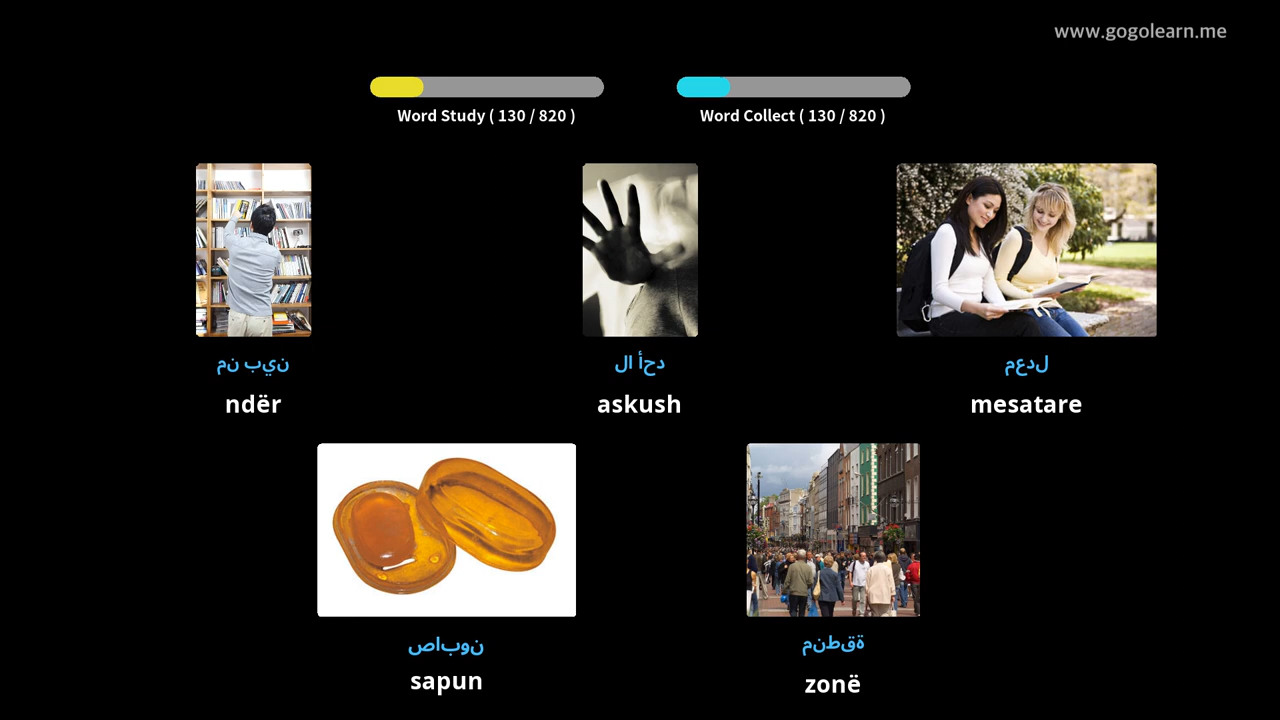 www.gogolearn.me
Word Study ( 130 / 820 )
Word Collect ( 130 / 820 )
من بين
ndër
لا أحد
askush
معدل
mesatare
صابون
sapun
منطقة
zonë